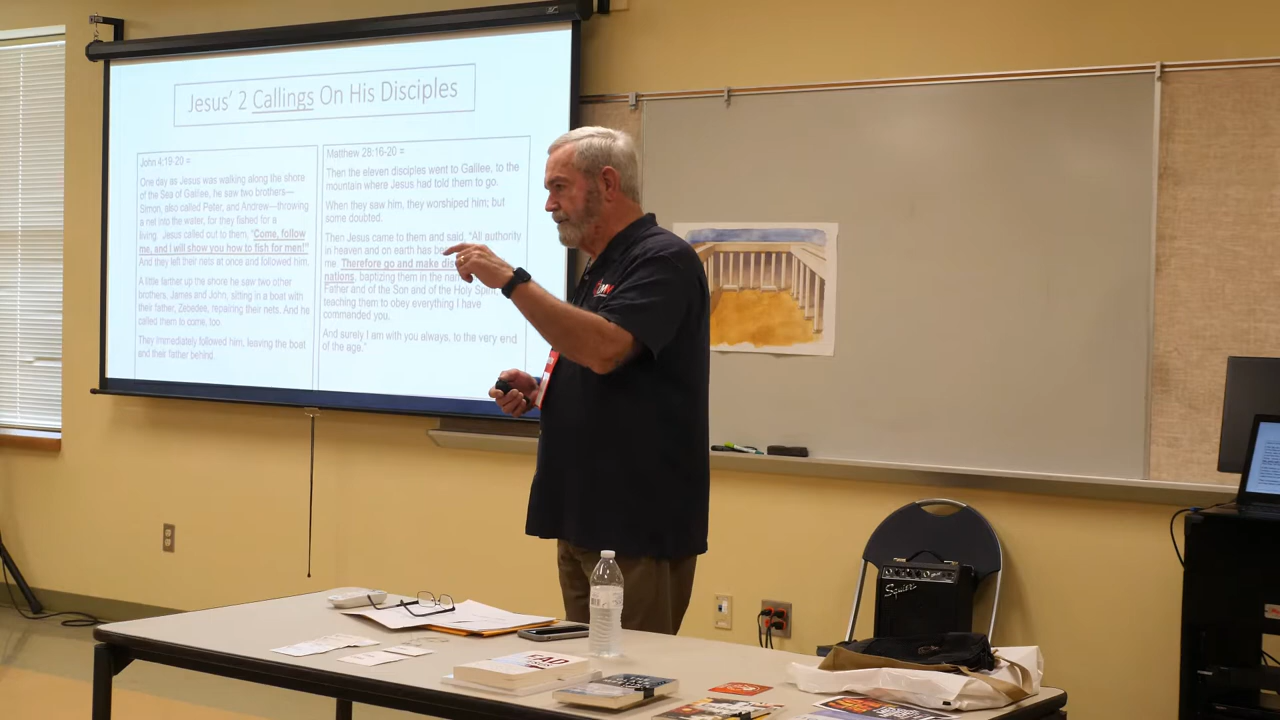 Jesus' 2 Callings On His Disciples
John 4:19-20 =
One day as Jesus was walking along the shore
of the Sea of Galilee, he saw two brothers—
Simon, also called Peter, and Andrew—throwing
a net into the water, for they fished for a
living. Jesus called out to them, "Come, follow
me, and I will show you how to fish for men!"
And they left their nets at once and followed him.
A little farther up the shore he saw two other
brothers, James and John, sitting in a boat with
their father, Zebedee, repairing their nets. And he
called them to come, too.
They immediately followed him, leaving the boat
and their father behind.
Matthew 28:16-20 =
Then the eleven disciples went to Galilee, to the
mountain where Jesus had told them to go.
When they saw him, they worshiped him; but
some doubted.
Then Jesus came to them and said, "All authority
in heaven and on earth has
me. Therefore go and make
nations, baptizing them in the
Father and of the Son and of the Holy Spirit,
teaching them to obey everything I have
commanded you.
And surely I am with you always, to the very end
of the age."
Squier